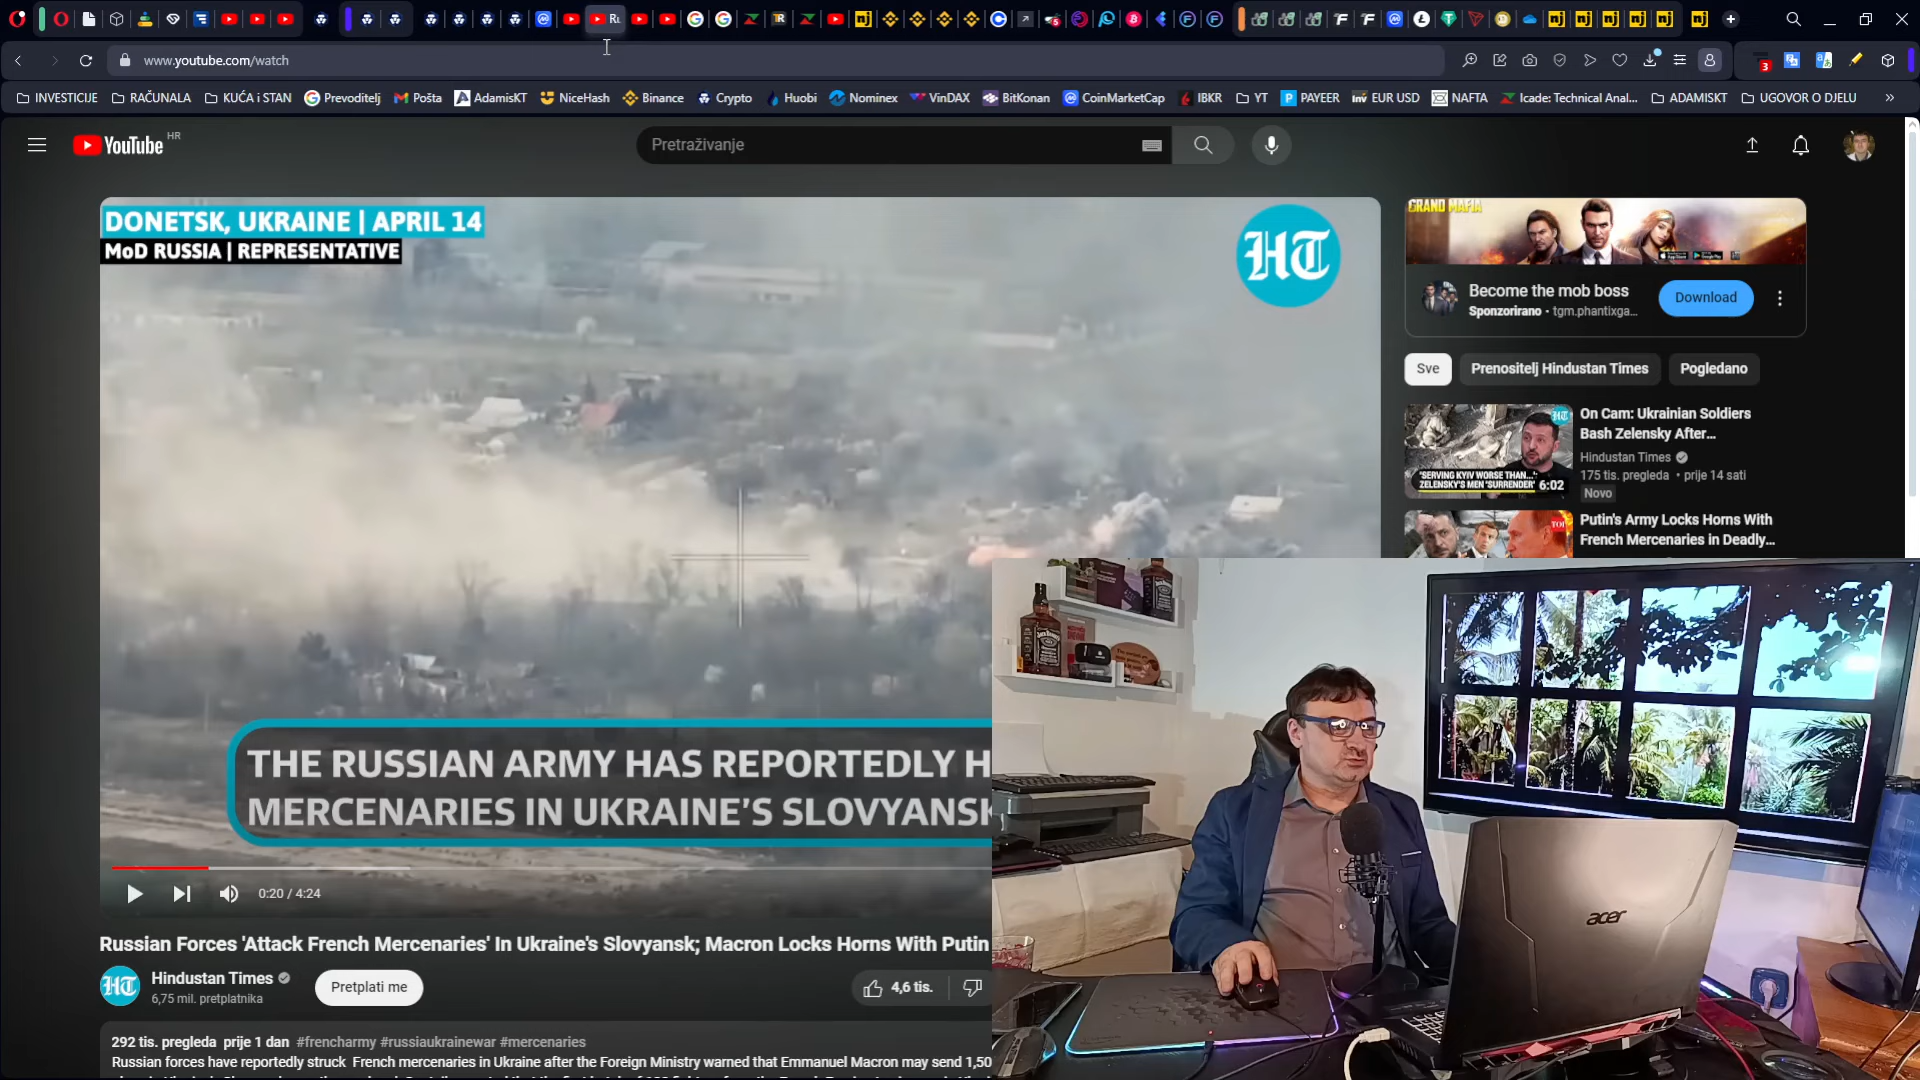 www.youtube.com/watch
INVESTICIJE
RAČUNALA
KUĆA i STAN
Prevoditelj
Pošta
AdamisKT
NiceHash
Binance
Crypto
Huobi
Nominex
VinDAX
BitKonan
CoinMarketCap
IBKR
YT
PAYEER
EUR USD
NAFTA
Icade: Technical Anal...
ADAMISKT
UGOVOR O DJELU
YouTube HR
Pretraživanje
DONETSK, UKRAINE | APRIL 14
MoD RUSSIA | REPRESENTATIVE
HT
GRAND MAFIA
Become the mob boss
Sponzorirano • tgm.phantixga...
Download
Sve
Prenositelj Hindustan Times
Pogledano
On Cam: Ukrainian Soldiers
Bash Zelensky After...
Hindustan Times
175 tis. pregleda • prije 14 sati
Novo
'SERVING KYIV WORSE THAN...'
ZELENSKY'S MEN 'SURRENDER'
6:02
Putin's Army Locks Horns With
French Mercenaries in Deadly...
THE RUSSIAN ARMY HAS REPORTEDLY H
MERCENARIES IN UKRAINE'S SLOVYANSK
0:20 / 4:24
Russian Forces 'Attack French Mercenaries' In Ukraine's Slovyansk; Macron Locks Horns With Putin
Hindustan Times
6,75 mil. pretplatnika
Pretplati me
4,6 tis.
292 tis. pregleda prije 1 dan #frencharmy #russiaukrainewar #mercenaries
Russian forces have reportedly struck French mercenaries in Ukraine after the Foreign Ministry warned that Emmanuel Macron may send 1,50
acer